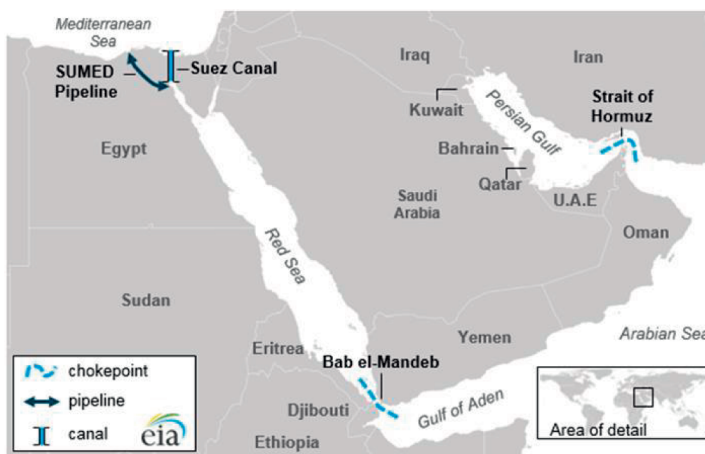 Mediterranean
Sea
SUMED
Pipeline
Suez Canal
Iraq
Iran
Kuwait
Persian Gulf
Strait of
Hormuz
Egypt
Bahrain
Qatar
Saudi
Arabia
U.A.E
Oman
Red Sea
Sudan
Yemen
Arabian Sea
Eritrea
Bab el-Mandeb
Djibouti
Gulf of Aden
Ethiopia
chokepoint
pipeline
canal
eia
Area of detail